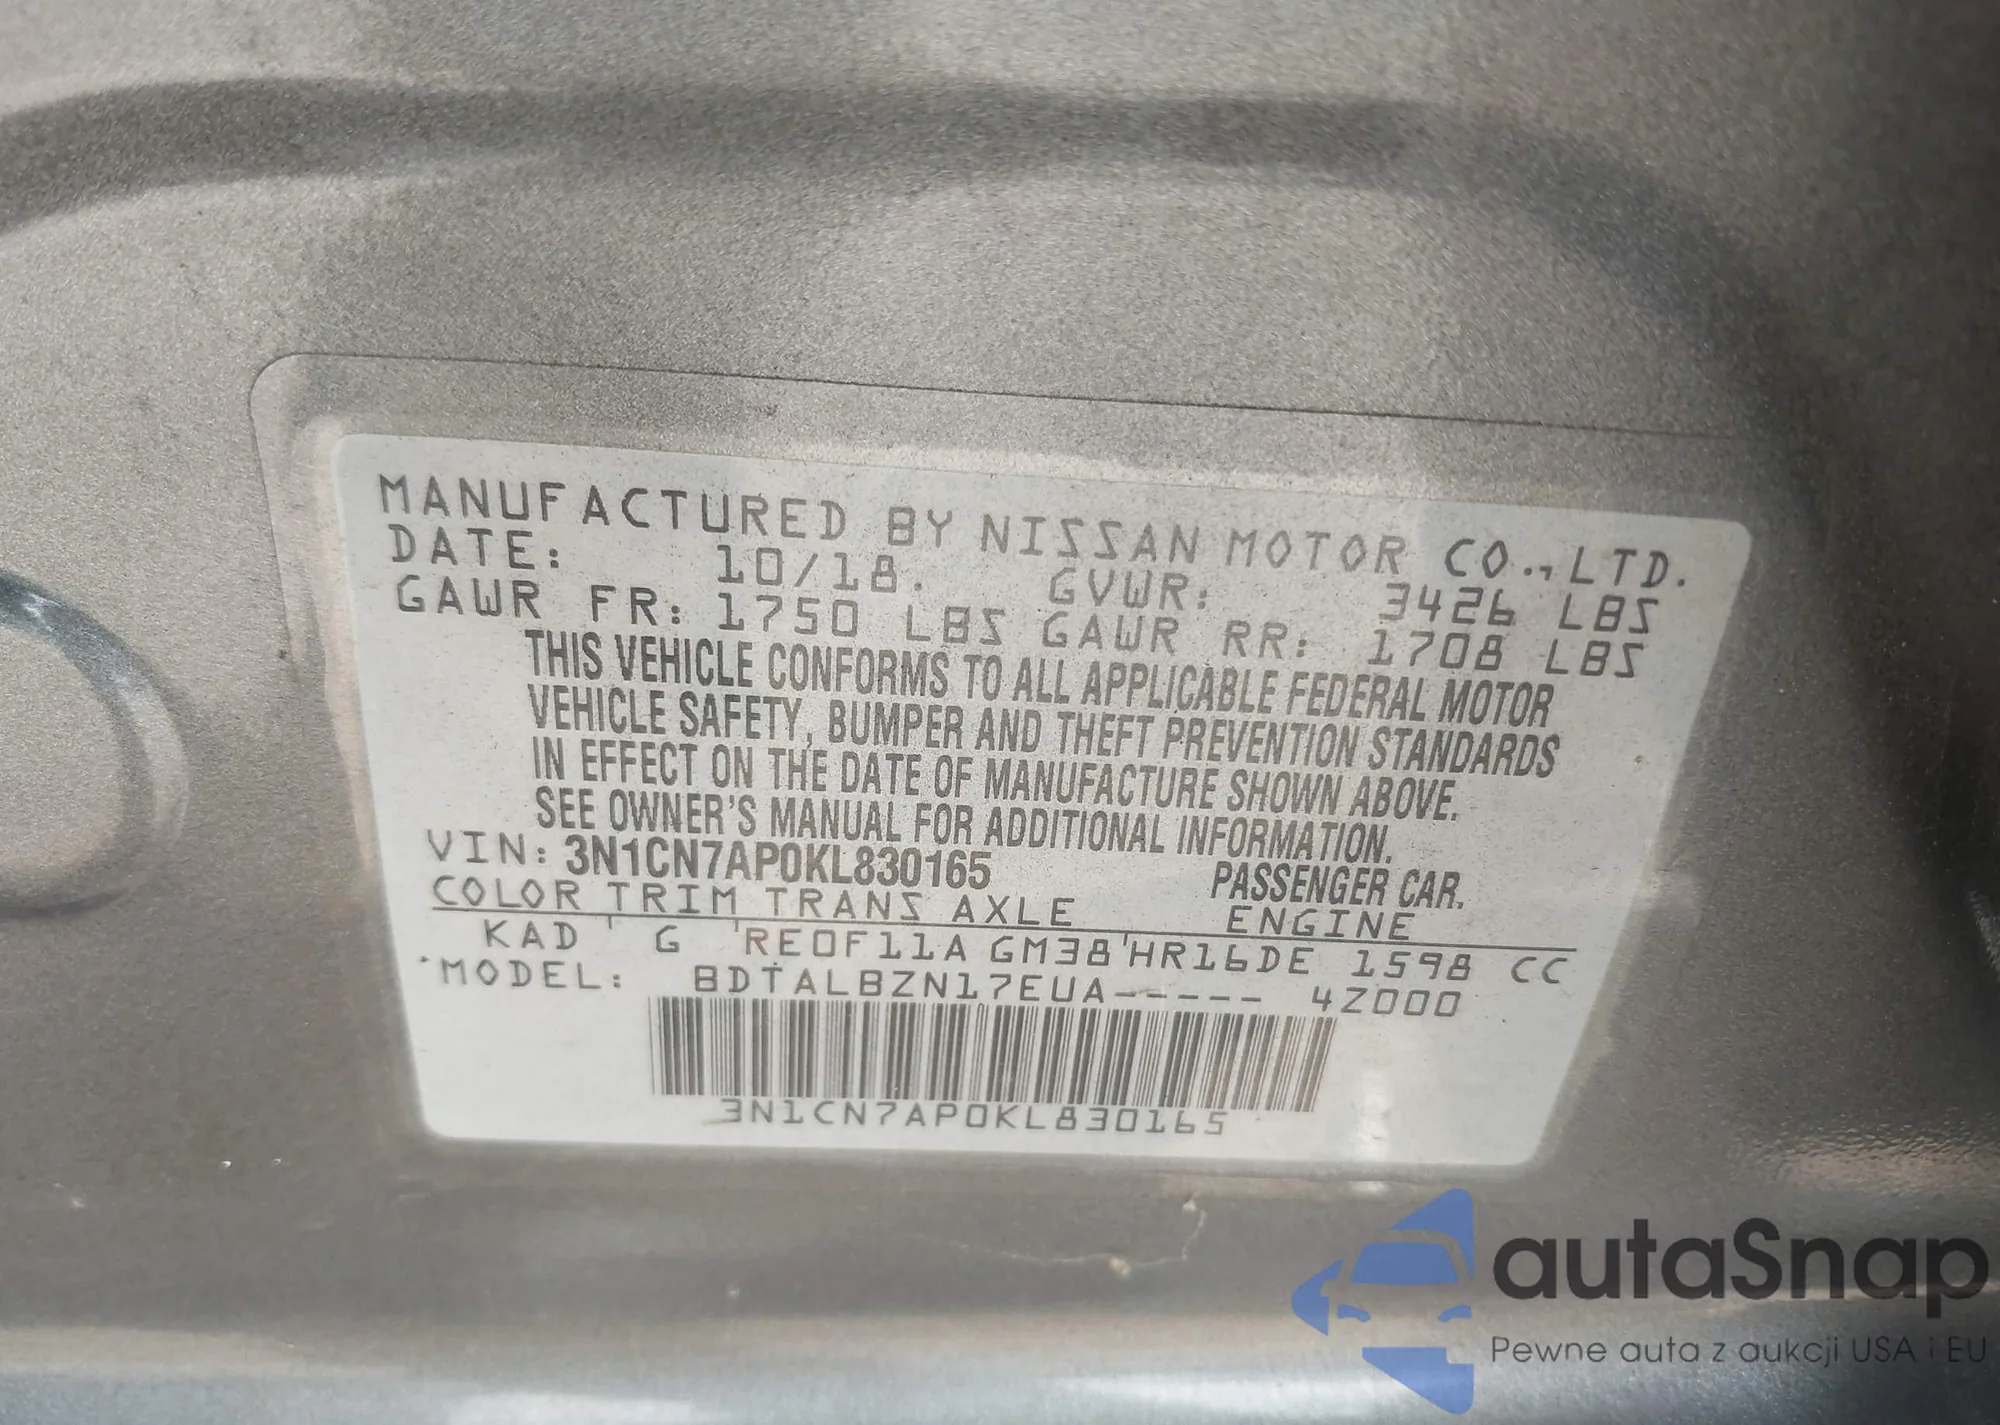 MANUFACTURED BY NISSAN MOTOR CO., LTD.
DATE: 10/18. GVWR: 3426 LBS
GAWR FR: 1750 LBS GAWR RR: 1708 LBS
THIS VEHICLE CONFORMS TO ALL APPLICABLE FEDERAL MOTOR
VEHICLE SAFETY, BUMPER AND THEFT PREVENTION STANDARDS
IN EFFECT ON THE DATE OF MANUFACTURE SHOWN ABOVE.
SEE OWNER'S MANUAL FOR ADDITIONAL INFORMATION.
VIN: 3N1CN7AP0KL830165 PASSENGER CAR.
COLOR TRIM TRANS AXLE ENGINE
KAD G RE0F11A GM38 HR16DE 1598 CC
MODEL: BDTALBZN17EUA----- 4Z000
3N1CN7AP0KL830165
autaSnap
Pewne auta z aukcji USA i EU